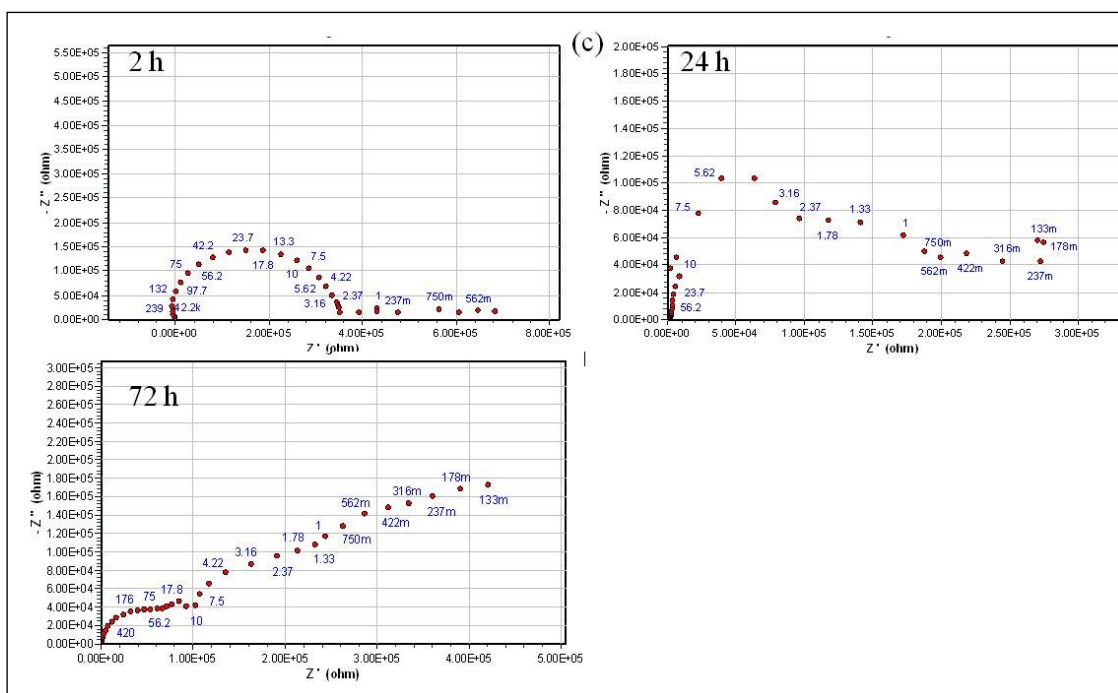 (c)
2 h
- Z'' (ohm)
5.50E+05
5.00E+05
4.50E+05
4.00E+05
3.50E+05
3.00E+05
2.50E+05
2.00E+05
1.50E+05
1.00E+05
5.00E+04
0.00E+00
23.7
42.2
13.3
75
7.5
17.8
56.2
10
4.22
132
97.7
5.62
3.16
2.37
1
237m
750m
562m
239
42.2k
0.00E+00 2.00E+05 4.00E+05 6.00E+05 8.00E+05
Z' (ohm)
24 h
- Z'' (ohm)
2.00E+05
1.80E+05
1.60E+05
1.40E+05
1.20E+05
1.00E+05
8.00E+04
6.00E+04
4.00E+04
2.00E+04
0.00E+00
5.62
3.16
7.5
2.37
1.33
1.78
1
133m
750m
316m
178m
562m
422m
237m
10
23.7
56.2
0.00E+00 5.00E+04 1.00E+05 1.50E+05 2.00E+05 2.50E+05 3.00E+05
Z' (ohm)
72 h
- Z'' (ohm)
3.00E+05
2.80E+05
2.60E+05
2.40E+05
2.20E+05
2.00E+05
1.80E+05
1.60E+05
1.40E+05
1.20E+05
1.00E+05
8.00E+04
6.00E+04
4.00E+04
2.00E+04
0.00E+00
178m
316m
562m
133m
237m
422m
1
1.78
750m
3.16
1.33
4.22
2.37
176
75
17.8
7.5
420
56.2
10
0.00E+00 1.00E+05 2.00E+05 3.00E+05 4.00E+05 5.00E+05
Z' (ohm)